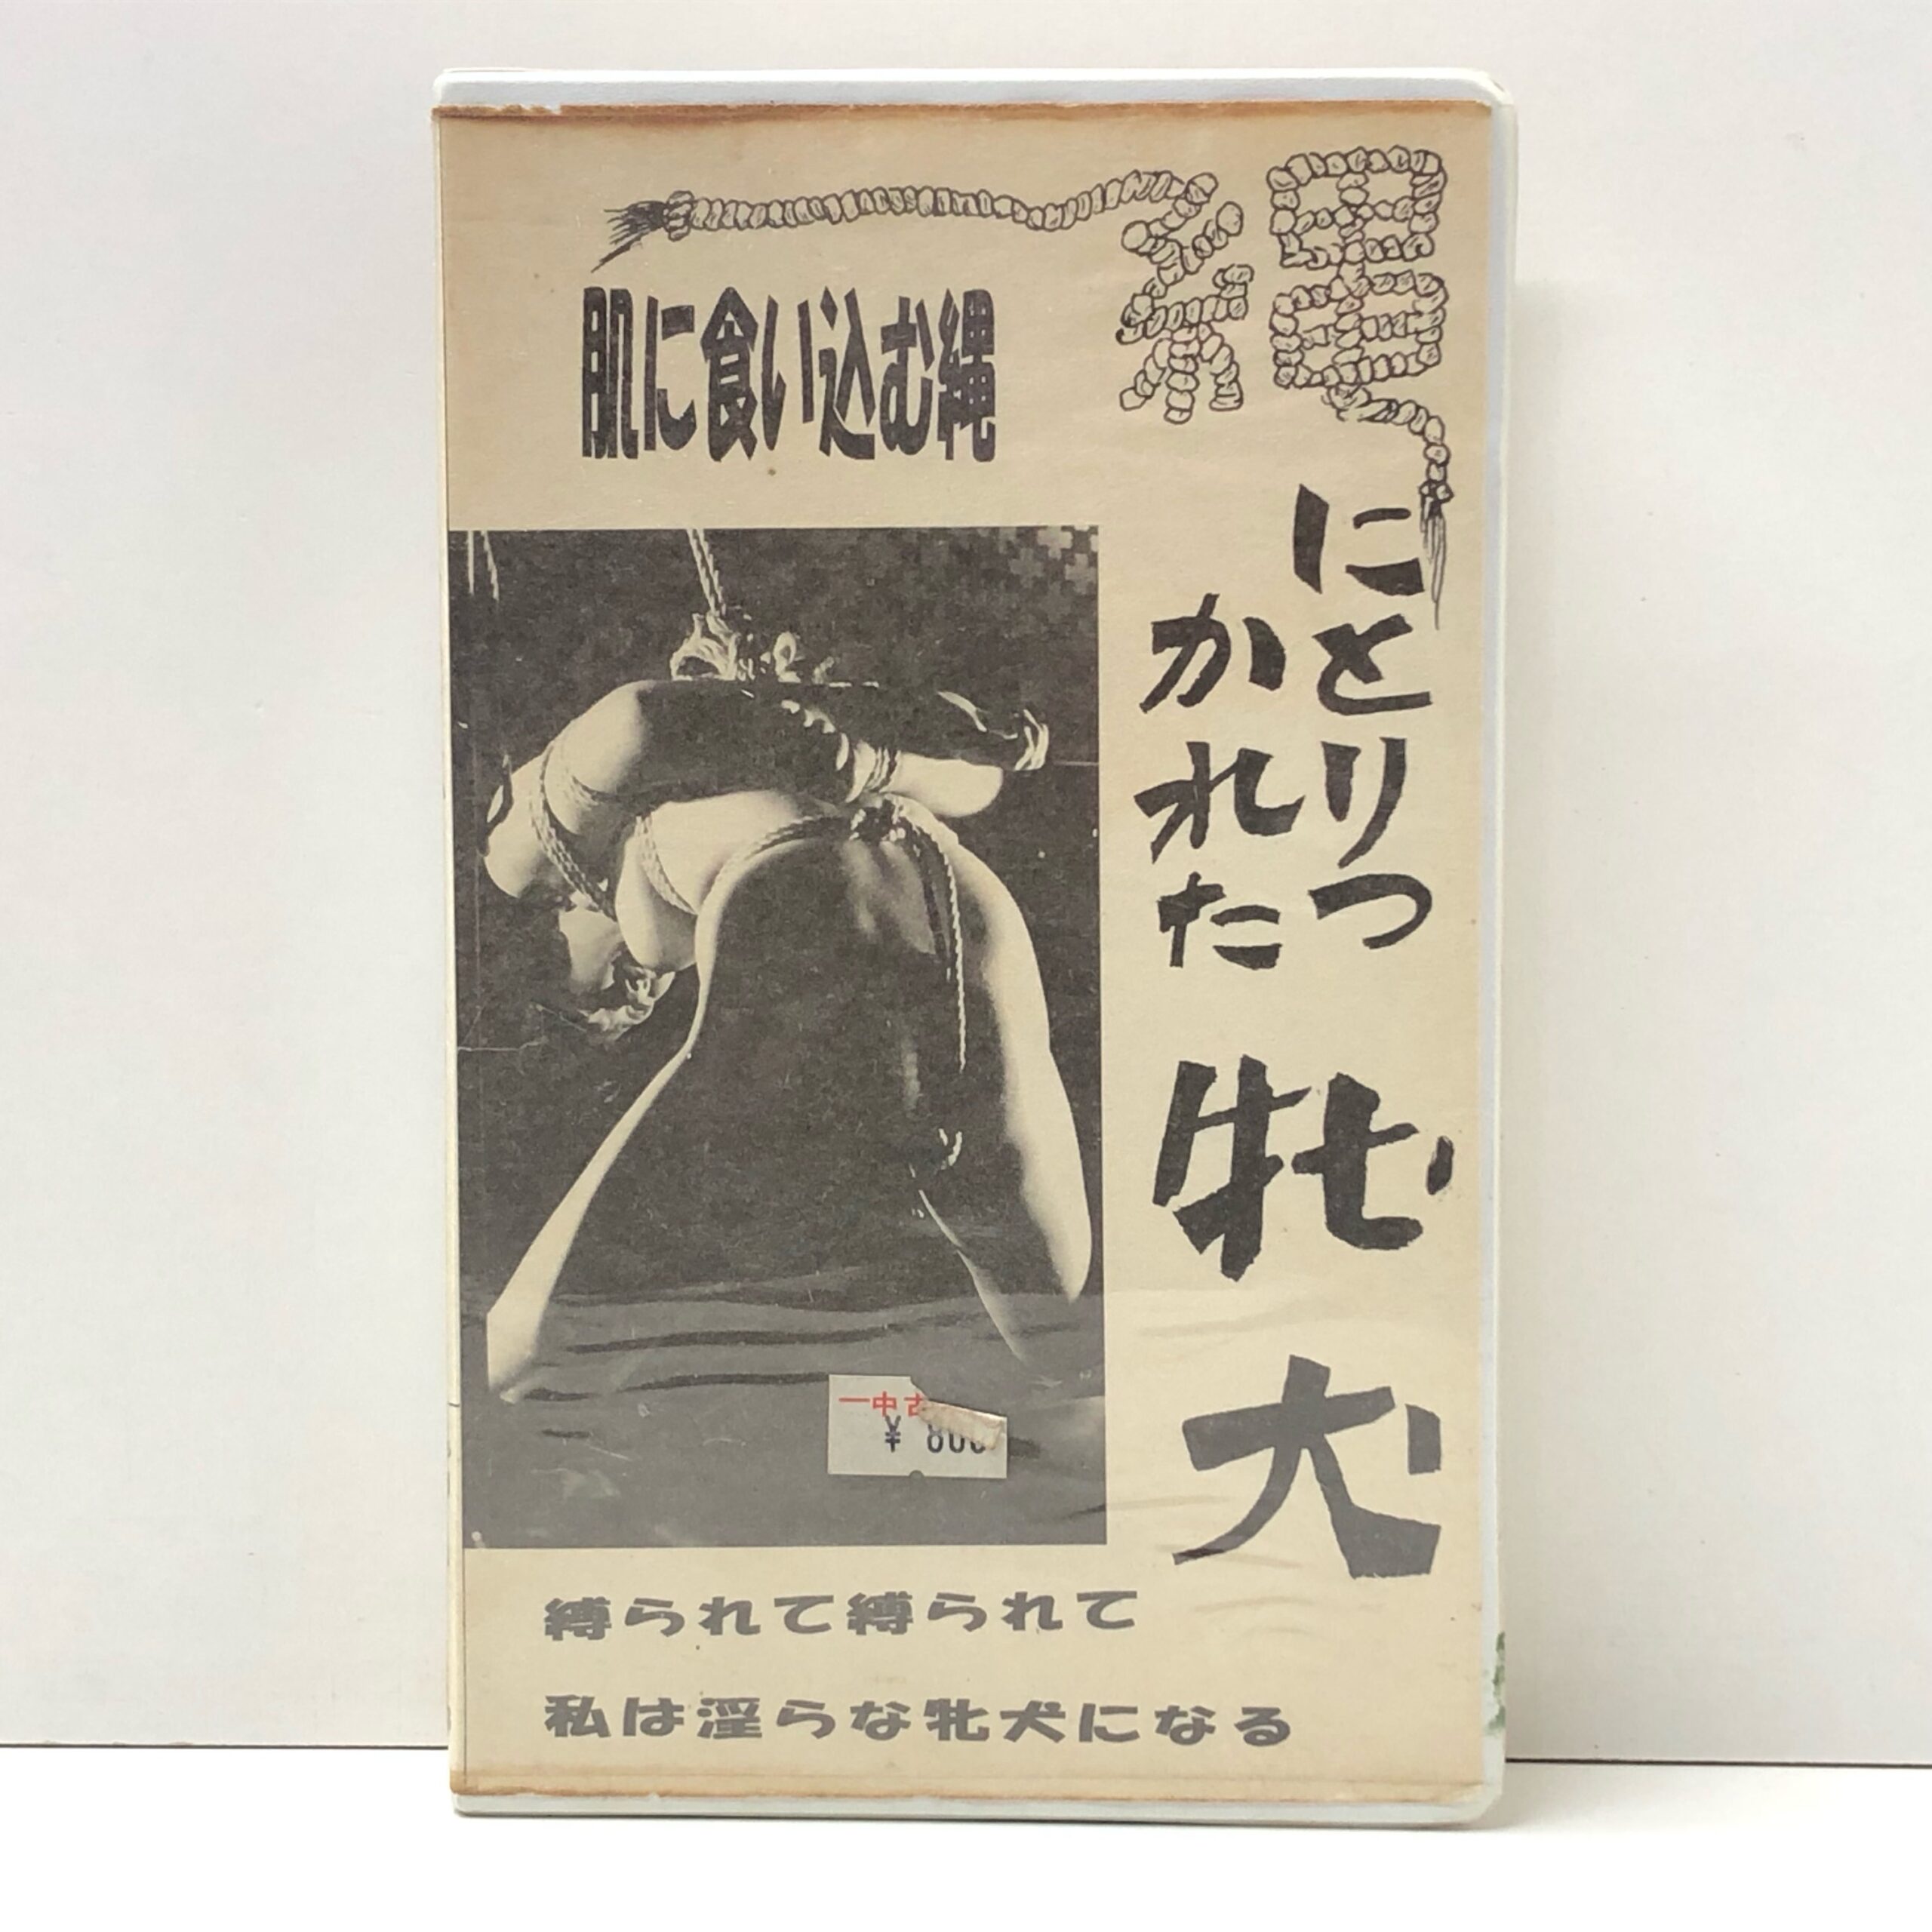 縄
にとりつ
かれた
牝犬
肌に食い込む縄
一中古
¥ 800
縛られて縛られて
私は淫らな牝犬になる